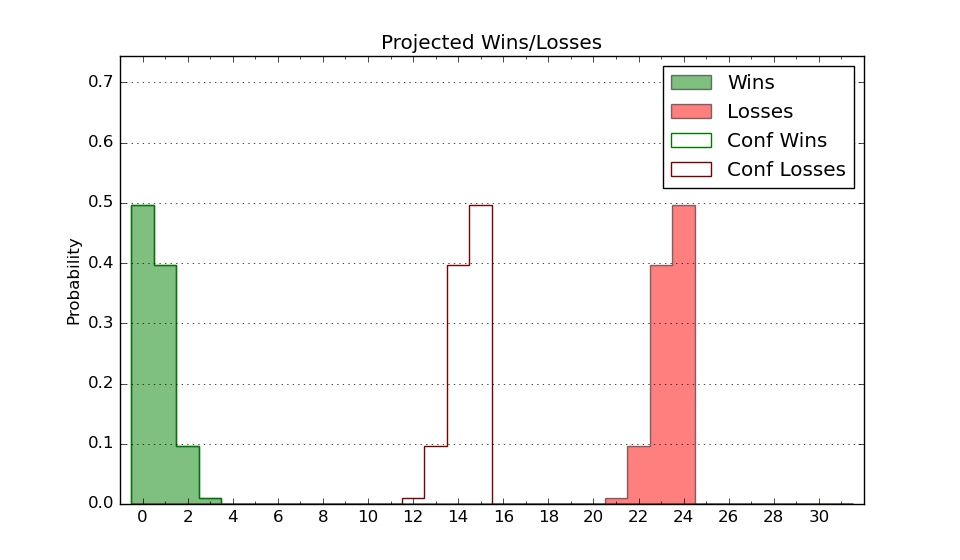 Projected Wins/Losses
0.7
0.6
0.5
0.4
0.3
0.2
0.1
0.0
Probability
Wins
Losses
Conf Wins
Conf Losses
0 2 4 6 8 10 12 14 16 18 20 22 24 26 28 30